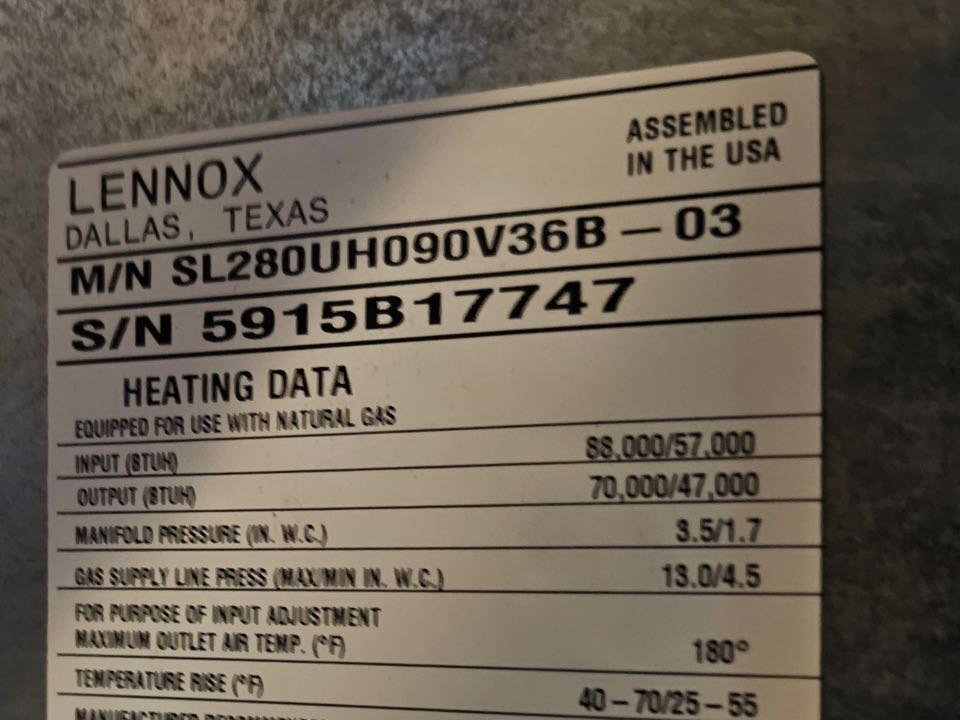 LENNOX
ASSEMBLED
IN THE USA
DALLAS, TEXAS
M/N SL280UH090V36B – 03
S/N 5915B17747
HEATING DATA
EQUIPPED FOR USE WITH NATURAL GAS
INPUT (BTUH) 88,000/57,000
OUTPUT (BTUH) 70,000/47,000
MANIFOLD PRESSURE (IN. W.C.) 3.5/1.7
GAS SUPPLY LINE PRESS (MAX/MIN IN. W.C.) 13.0/4.5
FOR PURPOSE OF INPUT ADJUSTMENT
MAXIMUM OUTLET AIR TEMP. (°F) 180°
TEMPERATURE RISE (°F) 40 – 70/25 – 55